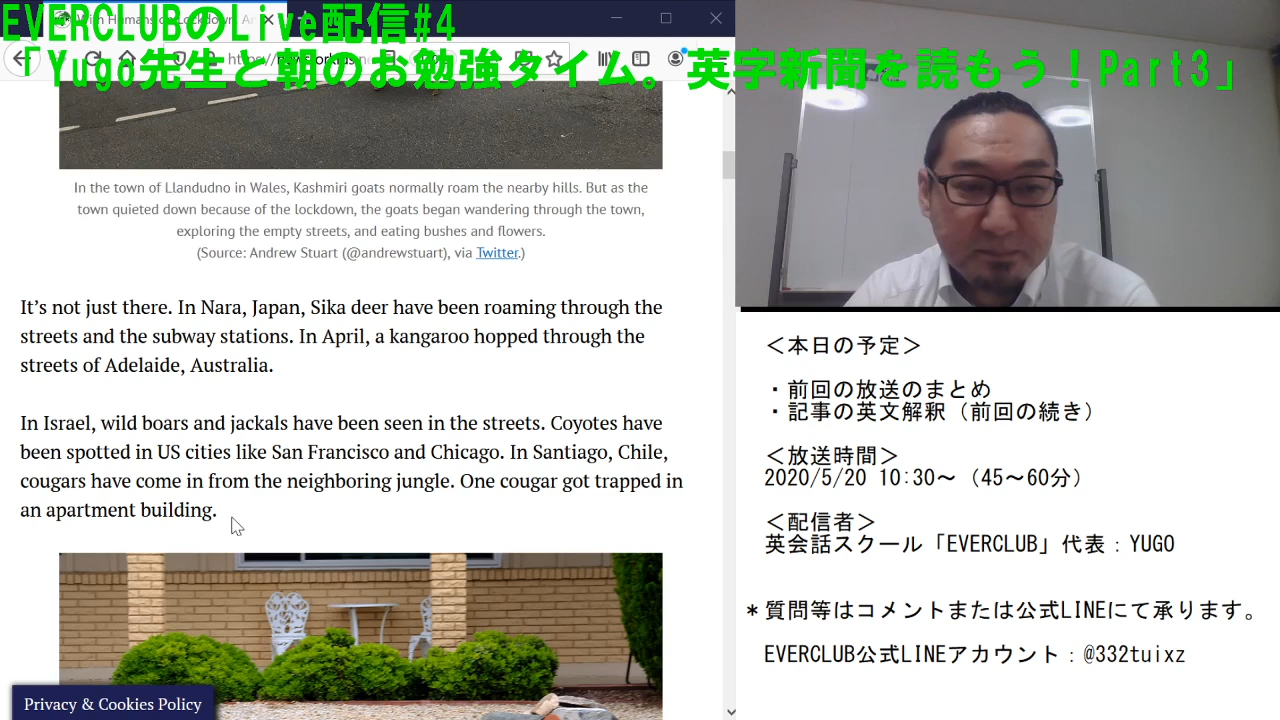 EVERCLUBのLive配信#4
「Yugo先生と朝のお勉強タイム。英字新聞を読もう！Part3」
In the town of Llandudno in Wales, Kashmiri goats normally roam the nearby hills. But as the
town quieted down because of the lockdown, the goats began wandering through the town,
exploring the empty streets, and eating bushes and flowers.
(Source: Andrew Stuart (@andrewstuart), via Twitter.)
It’s not just there. In Nara, Japan, Sika deer have been roaming through the
streets and the subway stations. In April, a kangaroo hopped through the
streets of Adelaide, Australia.
In Israel, wild boars and jackals have been seen in the streets. Coyotes have
been spotted in US cities like San Francisco and Chicago. In Santiago, Chile,
cougars have come in from the neighboring jungle. One cougar got trapped in
an apartment building.
Privacy & Cookies Policy
＜本日の予定＞
・前回の放送のまとめ
・記事の英文解釈（前回の続き）
＜放送時間＞
2020/5/20 10:30～（45～60分）
＜配信者＞
英会話スクール「EVERCLUB」代表：YUGO
＊質問等はコメントまたは公式LINEにて承ります。
EVERCLUB公式LINEアカウント：@332tuixz